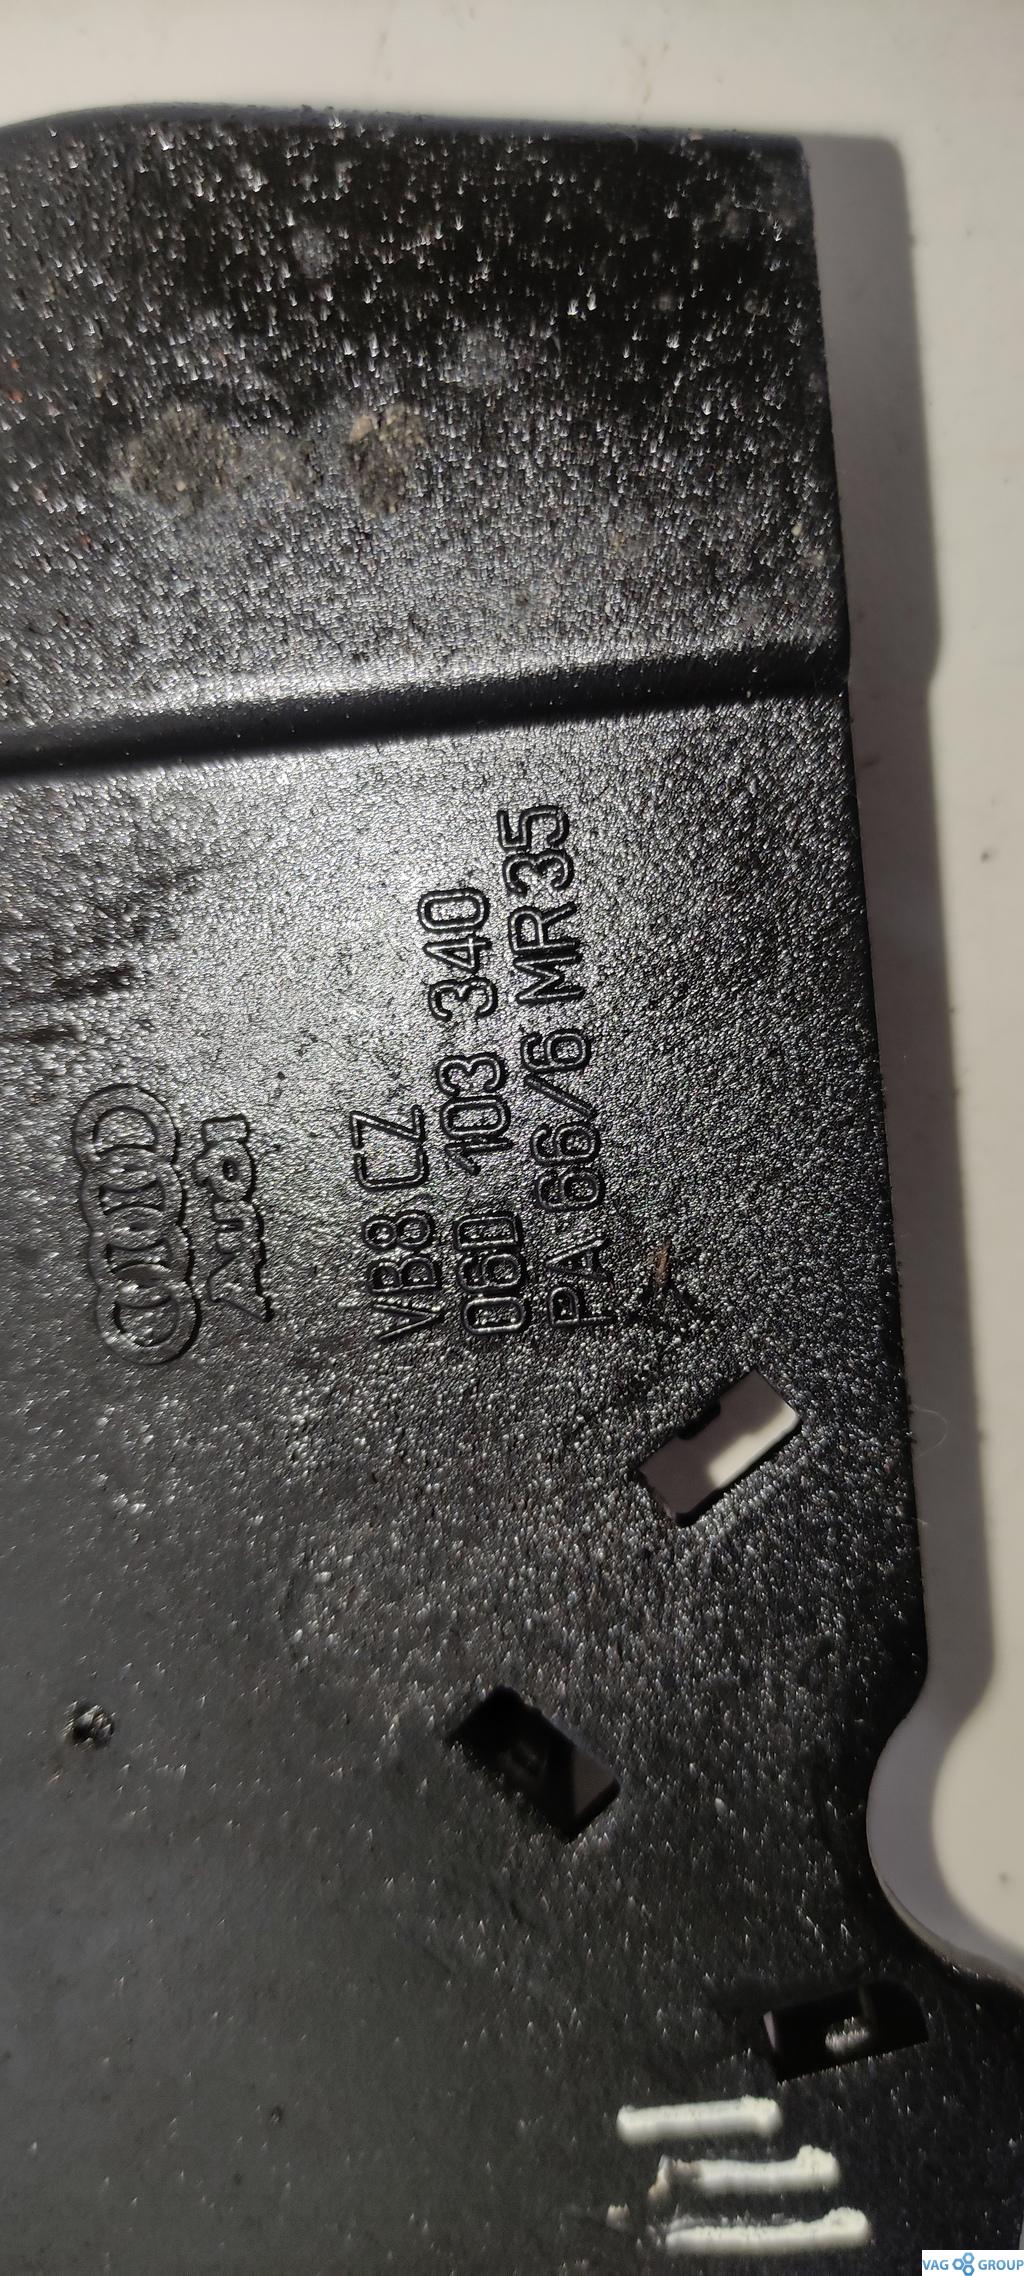 Audi
VB8 CZ
06D 103 340
PA 66/6 MR35
VAG GROUP